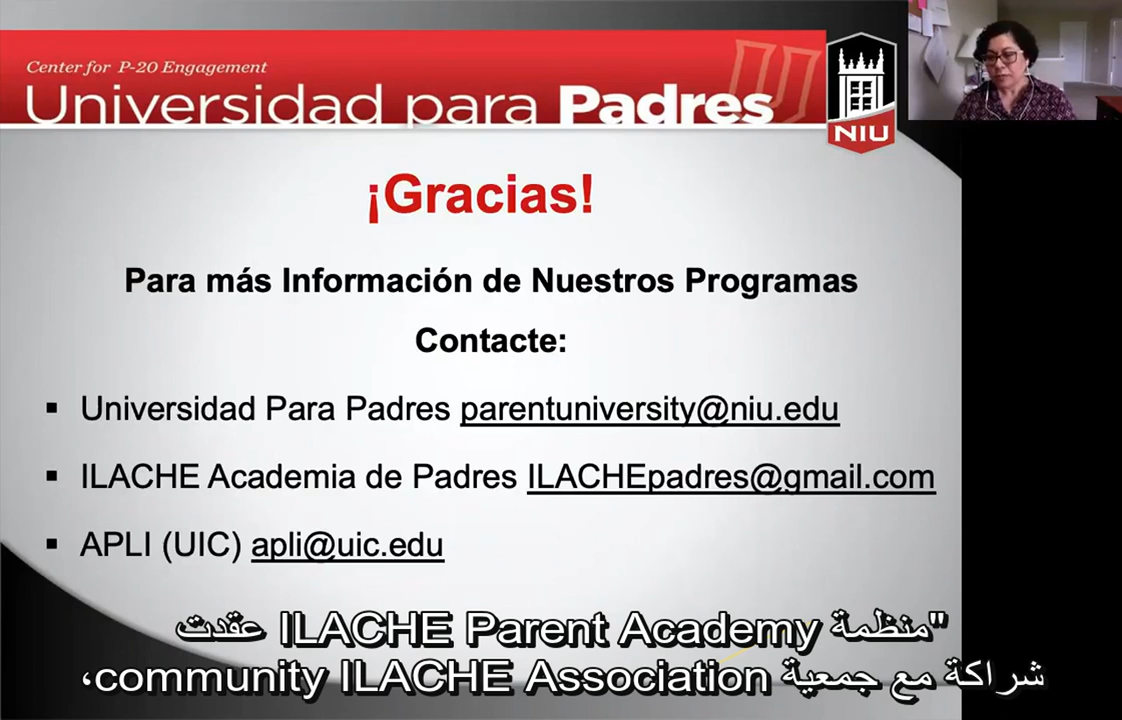 Center for P-20 Engagement
Universidad para Padres
NIU
¡Gracias!
Para más Información de Nuestros Programas
Contacte:
▪ Universidad Para Padres parentuniversity@niu.edu
▪ ILACHE Academia de Padres ILACHEpadres@gmail.com
▪ APLI (UIC) apli@uic.edu
"منظمة ILACHE Parent Academy عقدت
شراكة مع جمعية community ILACHE Association،